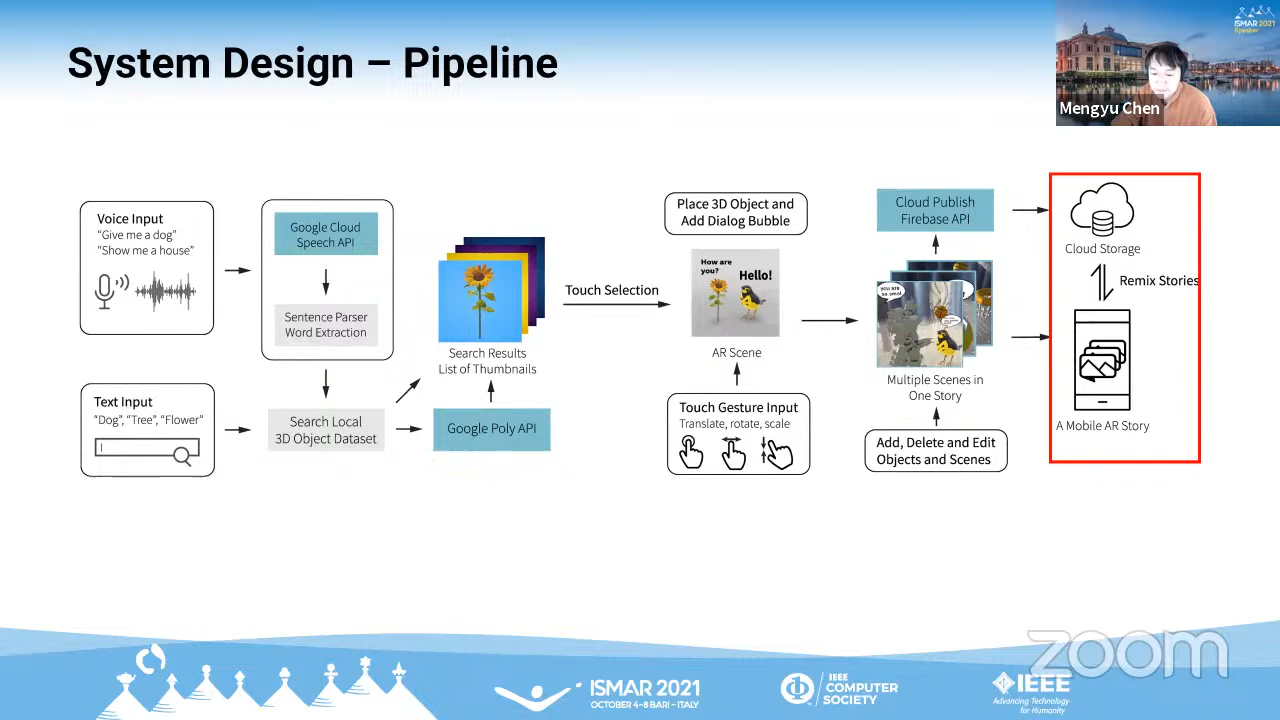 System Design – Pipeline
ISMAR 2021
Speaker
Mengyu Chen
Voice Input
“Give me a dog”
“Show me a house”
Google Cloud
Speech API
Sentence Parser
Word Extraction
Text Input
“Dog”, “Tree”, “Flower”
Search Local
3D Object Dataset
Search Results
List of Thumbnails
Google Poly API
Touch Selection
Place 3D Object and
Add Dialog Bubble
How are
you?
Hello!
AR Scene
Touch Gesture Input
Translate, rotate, scale
Cloud Publish
Firebase API
Multiple Scenes in
One Story
Add, Delete and Edit
Objects and Scenes
Cloud Storage
Remix Stories
A Mobile AR Story
zoom
ISMAR 2021
OCTOBER 4–8 BARI – ITALY
IEEE
COMPUTER
SOCIETY
IEEE
Advancing Technology
for Humanity